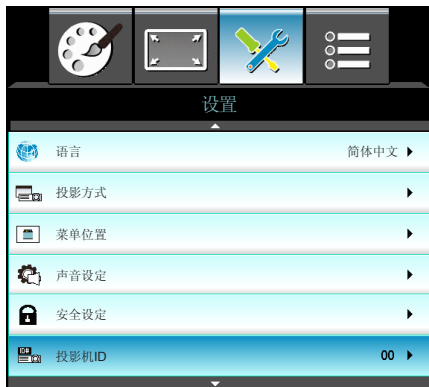 设置
语言 简体中文
投影方式
菜单位置
声音设定
安全设定
投影机ID 00